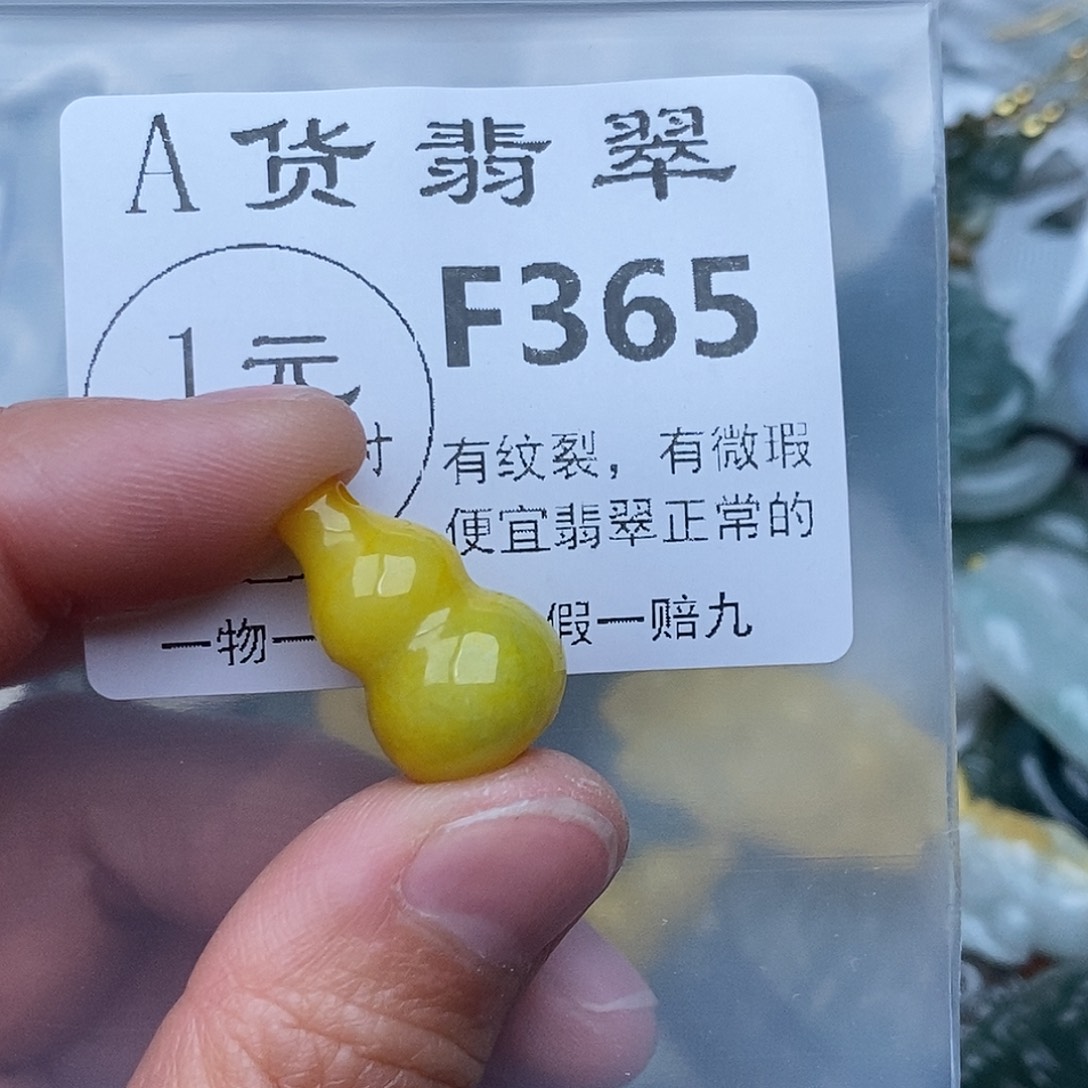 A货翡翠
1元
F365
时
有纹裂，有微瑕
便宜翡翠正常的
一物一
假一赔九